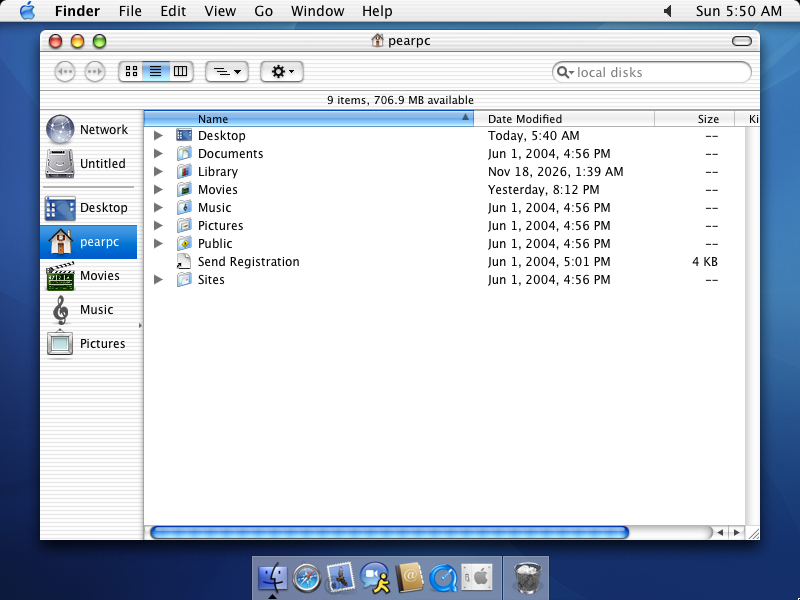 Finder File Edit View Go Window Help Sun 5:50 AM
pearpc
local disks
9 items, 706.9 MB available
Name Date Modified Size Ki
Network
Untitled
Desktop
pearpc
Movies
Music
Pictures
Desktop Today, 5:40 AM --
Documents Jun 1, 2004, 4:56 PM --
Library Nov 18, 2026, 1:39 AM --
Movies Yesterday, 8:12 PM --
Music Jun 1, 2004, 4:56 PM --
Pictures Jun 1, 2004, 4:56 PM --
Public Jun 1, 2004, 4:56 PM --
Send Registration Jun 1, 2004, 5:01 PM 4 KB
Sites Jun 1, 2004, 4:56 PM --